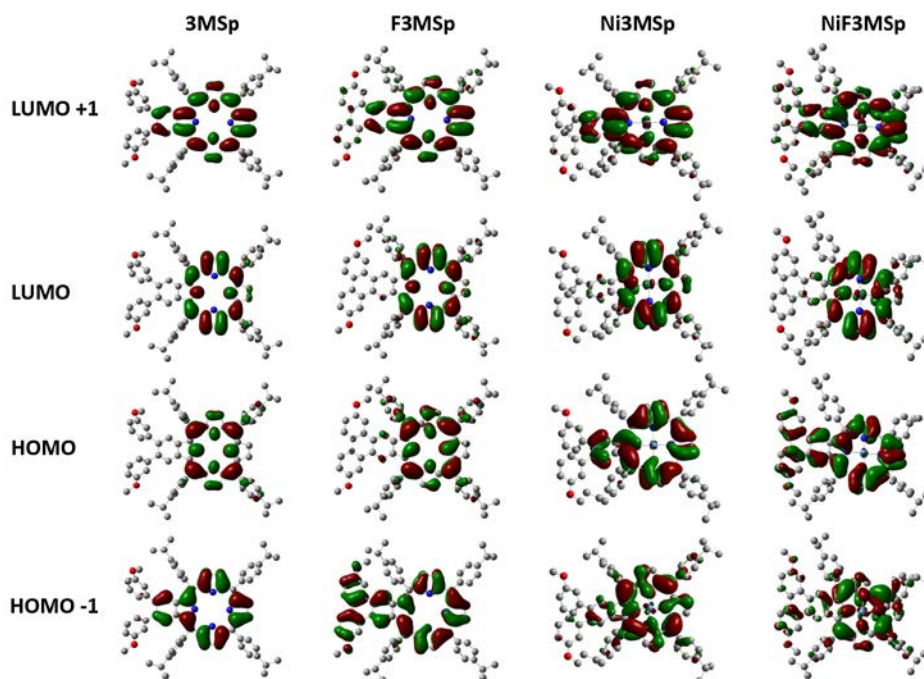 3MSp F3MSp Ni3MSp NiF3MSp
LUMO +1
LUMO
HOMO
HOMO -1